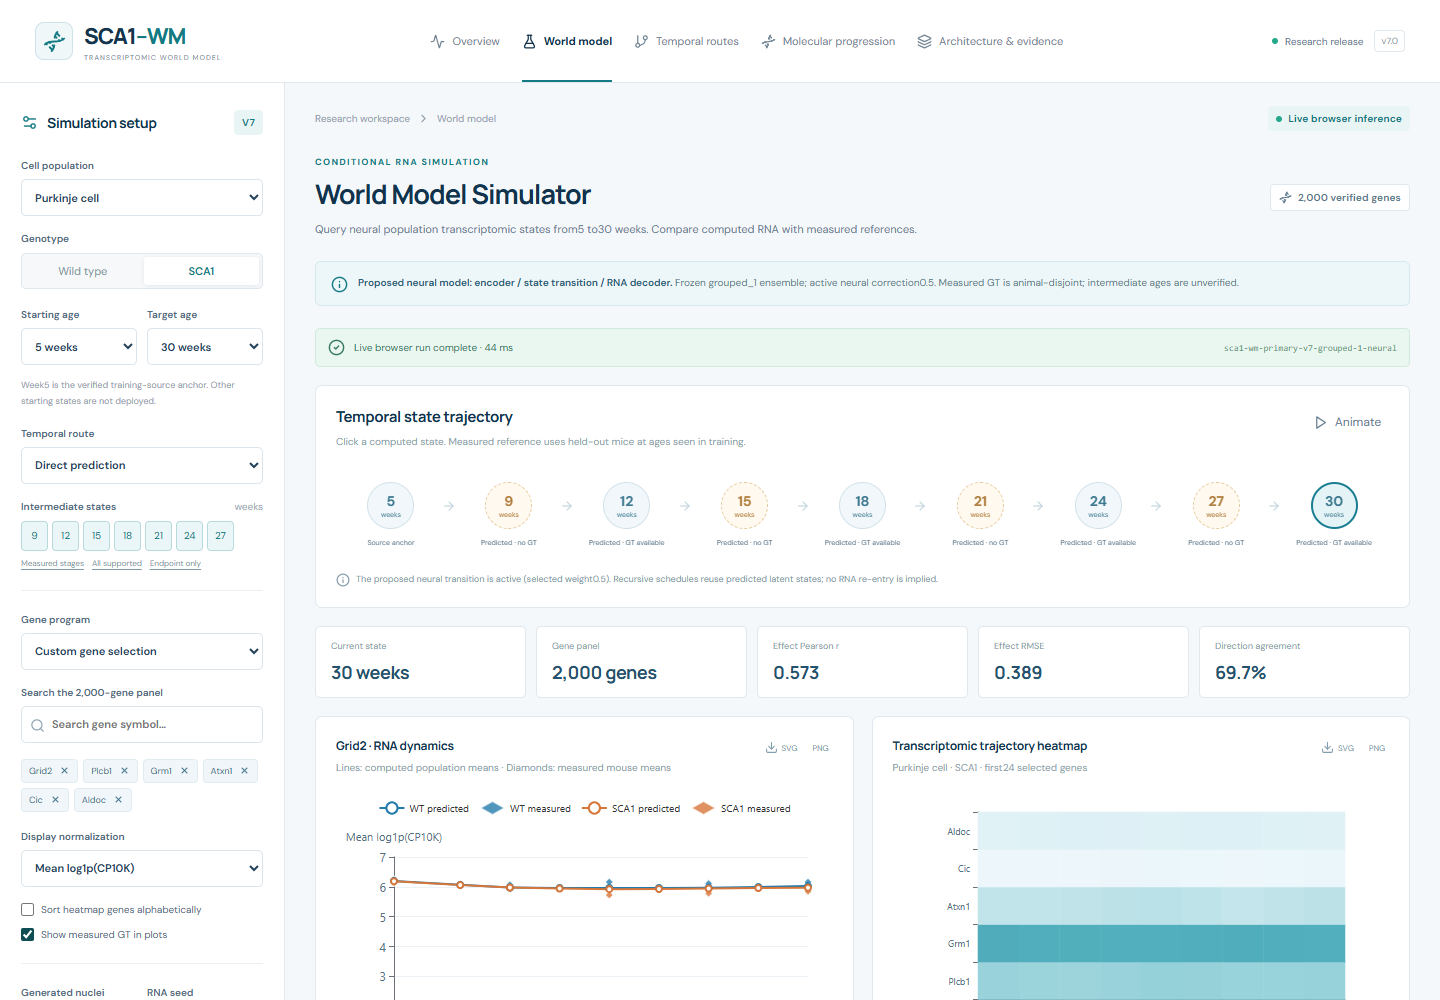 SCA1-WM
TRANSCRIPTOMIC WORLD MODEL
Overview
World model
Temporal routes
Molecular progression
Architecture & evidence
Research release
v7.0
Simulation setup
V7
Cell population
Purkinje cell
Genotype
Wild type
SCA1
Starting age
Target age
5 weeks
30 weeks
Week5 is the verified training-source anchor. Other
starting states are not deployed.
Temporal route
Direct prediction
Intermediate states
weeks
9 12 15 18 21 24 27
Measured stages All supported Endpoint only
Gene program
Custom gene selection
Search the 2,000-gene panel
Search gene symbol...
Grid2 ✕ Plcb1 ✕ Grm1 ✕ Atxn1 ✕
Cic ✕ Aldoc ✕
Display normalization
Mean log1p(CP10K)
Sort heatmap genes alphabetically
Show measured GT in plots
Generated nuclei
RNA seed
Research workspace > World model
Live browser inference
CONDITIONAL RNA SIMULATION
World Model Simulator
2,000 verified genes
Query neural population transcriptomic states from5 to30 weeks. Compare computed RNA with measured references.
Proposed neural model: encoder / state transition / RNA decoder. Frozen grouped_1 ensemble; active neural correction0.5. Measured GT is animal-disjoint; intermediate ages are unverified.
Live browser run complete · 44 ms
sca1-wm-primary-v7-grouped-1-neural
Temporal state trajectory
Animate
Click a computed state. Measured reference uses held-out mice at ages seen in training.
5 → 9 → 12 → 15 → 18 → 21 → 24 → 27 → 30
weeks weeks weeks weeks weeks weeks weeks weeks weeks
Source anchor
Predicted · no GT
Predicted · GT available
Predicted · no GT
Predicted · GT available
Predicted · no GT
Predicted · GT available
Predicted · no GT
Predicted · GT available
The proposed neural transition is active (selected weight0.5). Recursive schedules reuse predicted latent states; no RNA re-entry is implied.
Current state
30 weeks
Gene panel
2,000 genes
Effect Pearson r
0.573
Effect RMSE
0.389
Direction agreement
69.7%
Grid2 · RNA dynamics
SVG PNG
Lines: computed population means · Diamonds: measured mouse means
WT predicted WT measured SCA1 predicted SCA1 measured
Mean log1p(CP10K)
7
6
5
4
3
Transcriptomic trajectory heatmap
SVG PNG
Purkinje cell · SCA1 · first24 selected genes
Aldoc
Cic
Atxn1
Grm1
Plcb1